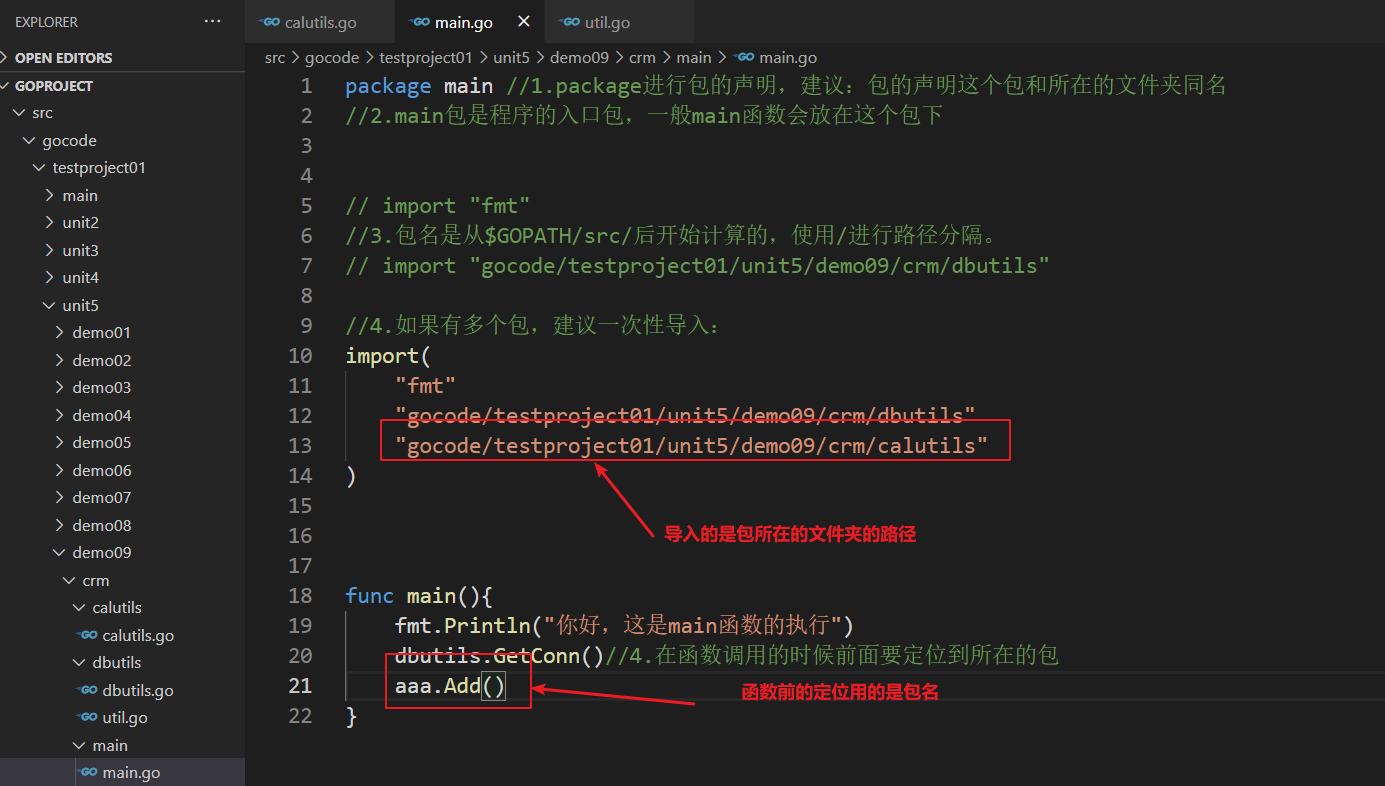 EXPLORER ...
OPEN EDITORS
GOPROJECT
src
gocode
testproject01
main
unit2
unit3
unit4
unit5
demo01
demo02
demo03
demo04
demo05
demo06
demo07
demo08
demo09
crm
calutils
GO calutils.go
dbutils
GO dbutils.go
GO util.go
main
GO main.go
GO calutils.go GO main.go × GO util.go
src > gocode > testproject01 > unit5 > demo09 > crm > main > GO main.go
1 package main //1.package进行包的声明，建议：包的声明这个包和所在的文件夹同名
2 //2.main包是程序的入口包，一般main函数会放在这个包下
3
4
5 // import "fmt"
6 //3.包名是从$GOPATH/src/后开始计算的，使用/进行路径分隔。
7 // import "gocode/testproject01/unit5/demo09/crm/dbutils"
8
9 //4.如果有多个包，建议一次性导入：
10 import(
11 "fmt"
12 "gocode/testproject01/unit5/demo09/crm/dbutils"
13 "gocode/testproject01/unit5/demo09/crm/calutils"
14 )
15
16
导入的是包所在的文件夹的路径
17
18 func main(){
19 fmt.Println("你好，这是main函数的执行")
20 dbutils.GetConn()//4.在函数调用的时候前面要定位到所在的包
21 aaa.Add()
函数前的定位用的是包名
22 }